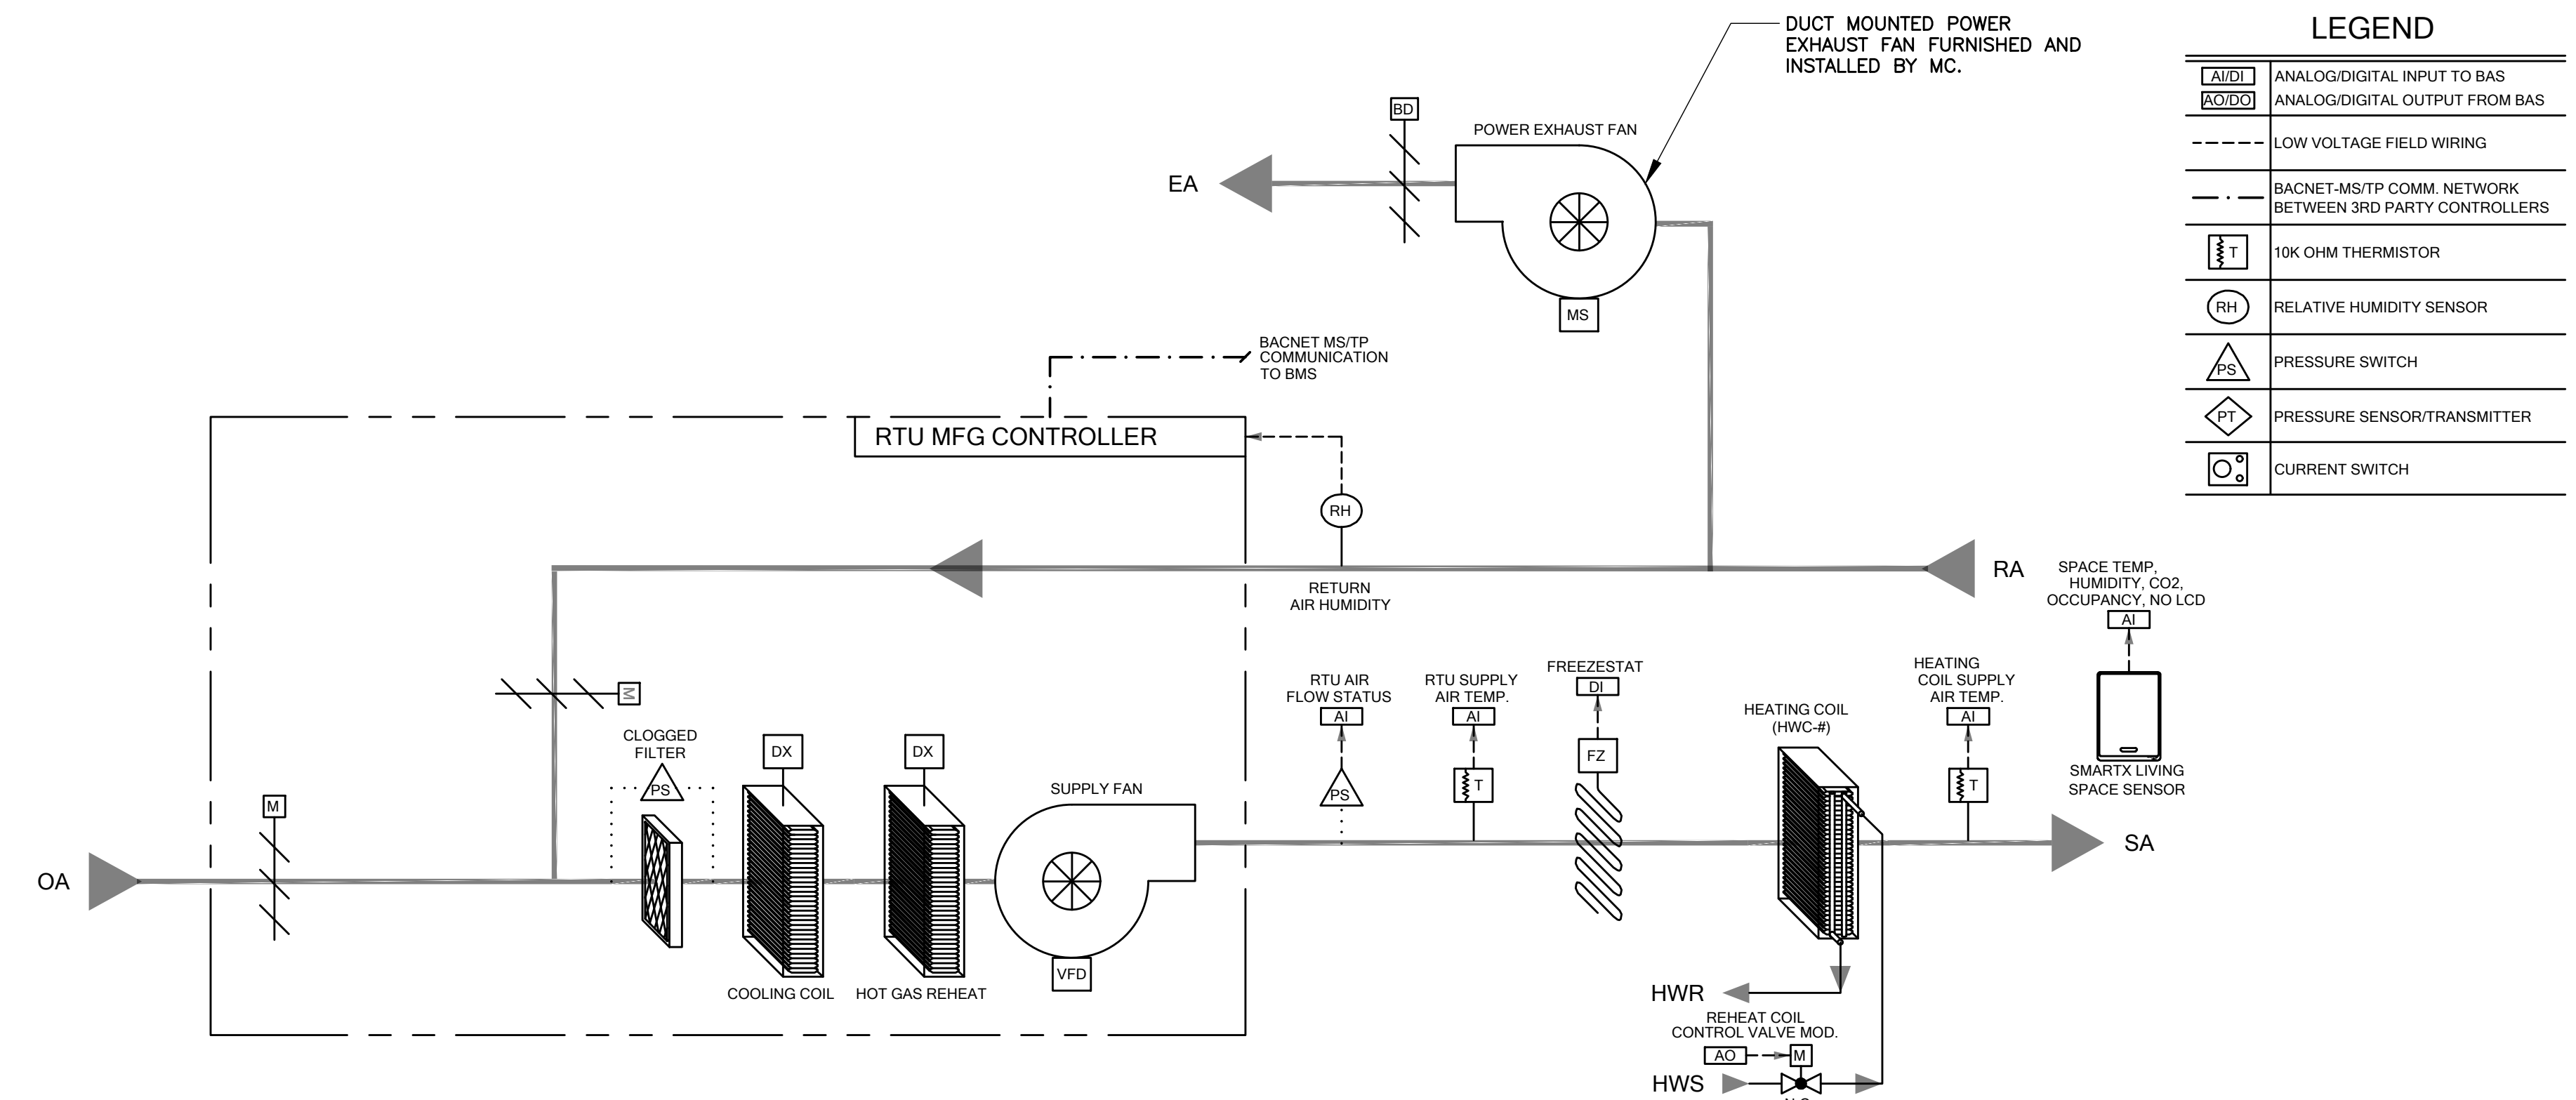 DUCT MOUNTED POWER
EXHAUST FAN FURNISHED AND
INSTALLED BY MC.
LEGEND
AI/DI ANALOG/DIGITAL INPUT TO BAS
AO/DO ANALOG/DIGITAL OUTPUT FROM BAS
LOW VOLTAGE FIELD WIRING
BACNET-MS/TP COMM. NETWORK
BETWEEN 3RD PARTY CONTROLLERS
T 10K OHM THERMISTOR
RH RELATIVE HUMIDITY SENSOR
PS PRESSURE SWITCH
PT PRESSURE SENSOR/TRANSMITTER
CURRENT SWITCH
BD
POWER EXHAUST FAN
EA
MS
BACNET MS/TP
COMMUNICATION
TO BMS
RTU MFG CONTROLLER
RH
RETURN
AIR HUMIDITY
RA
SPACE TEMP,
HUMIDITY, CO2,
OCCUPANCY, NO LCD
AI
SMARTX LIVING
SPACE SENSOR
M
CLOGGED
FILTER
PS
DX
DX
SUPPLY FAN
RTU AIR
FLOW STATUS
AI
PS
RTU SUPPLY
AIR TEMP.
AI
T
FREEZESTAT
DI
FZ
HEATING COIL
(HWC-#)
HEATING
COIL SUPPLY
AIR TEMP.
AI
T
M
OA
SA
VFD
COOLING COIL
HOT GAS REHEAT
HWR
REHEAT COIL
CONTROL VALVE MOD.
AO
M
HWS